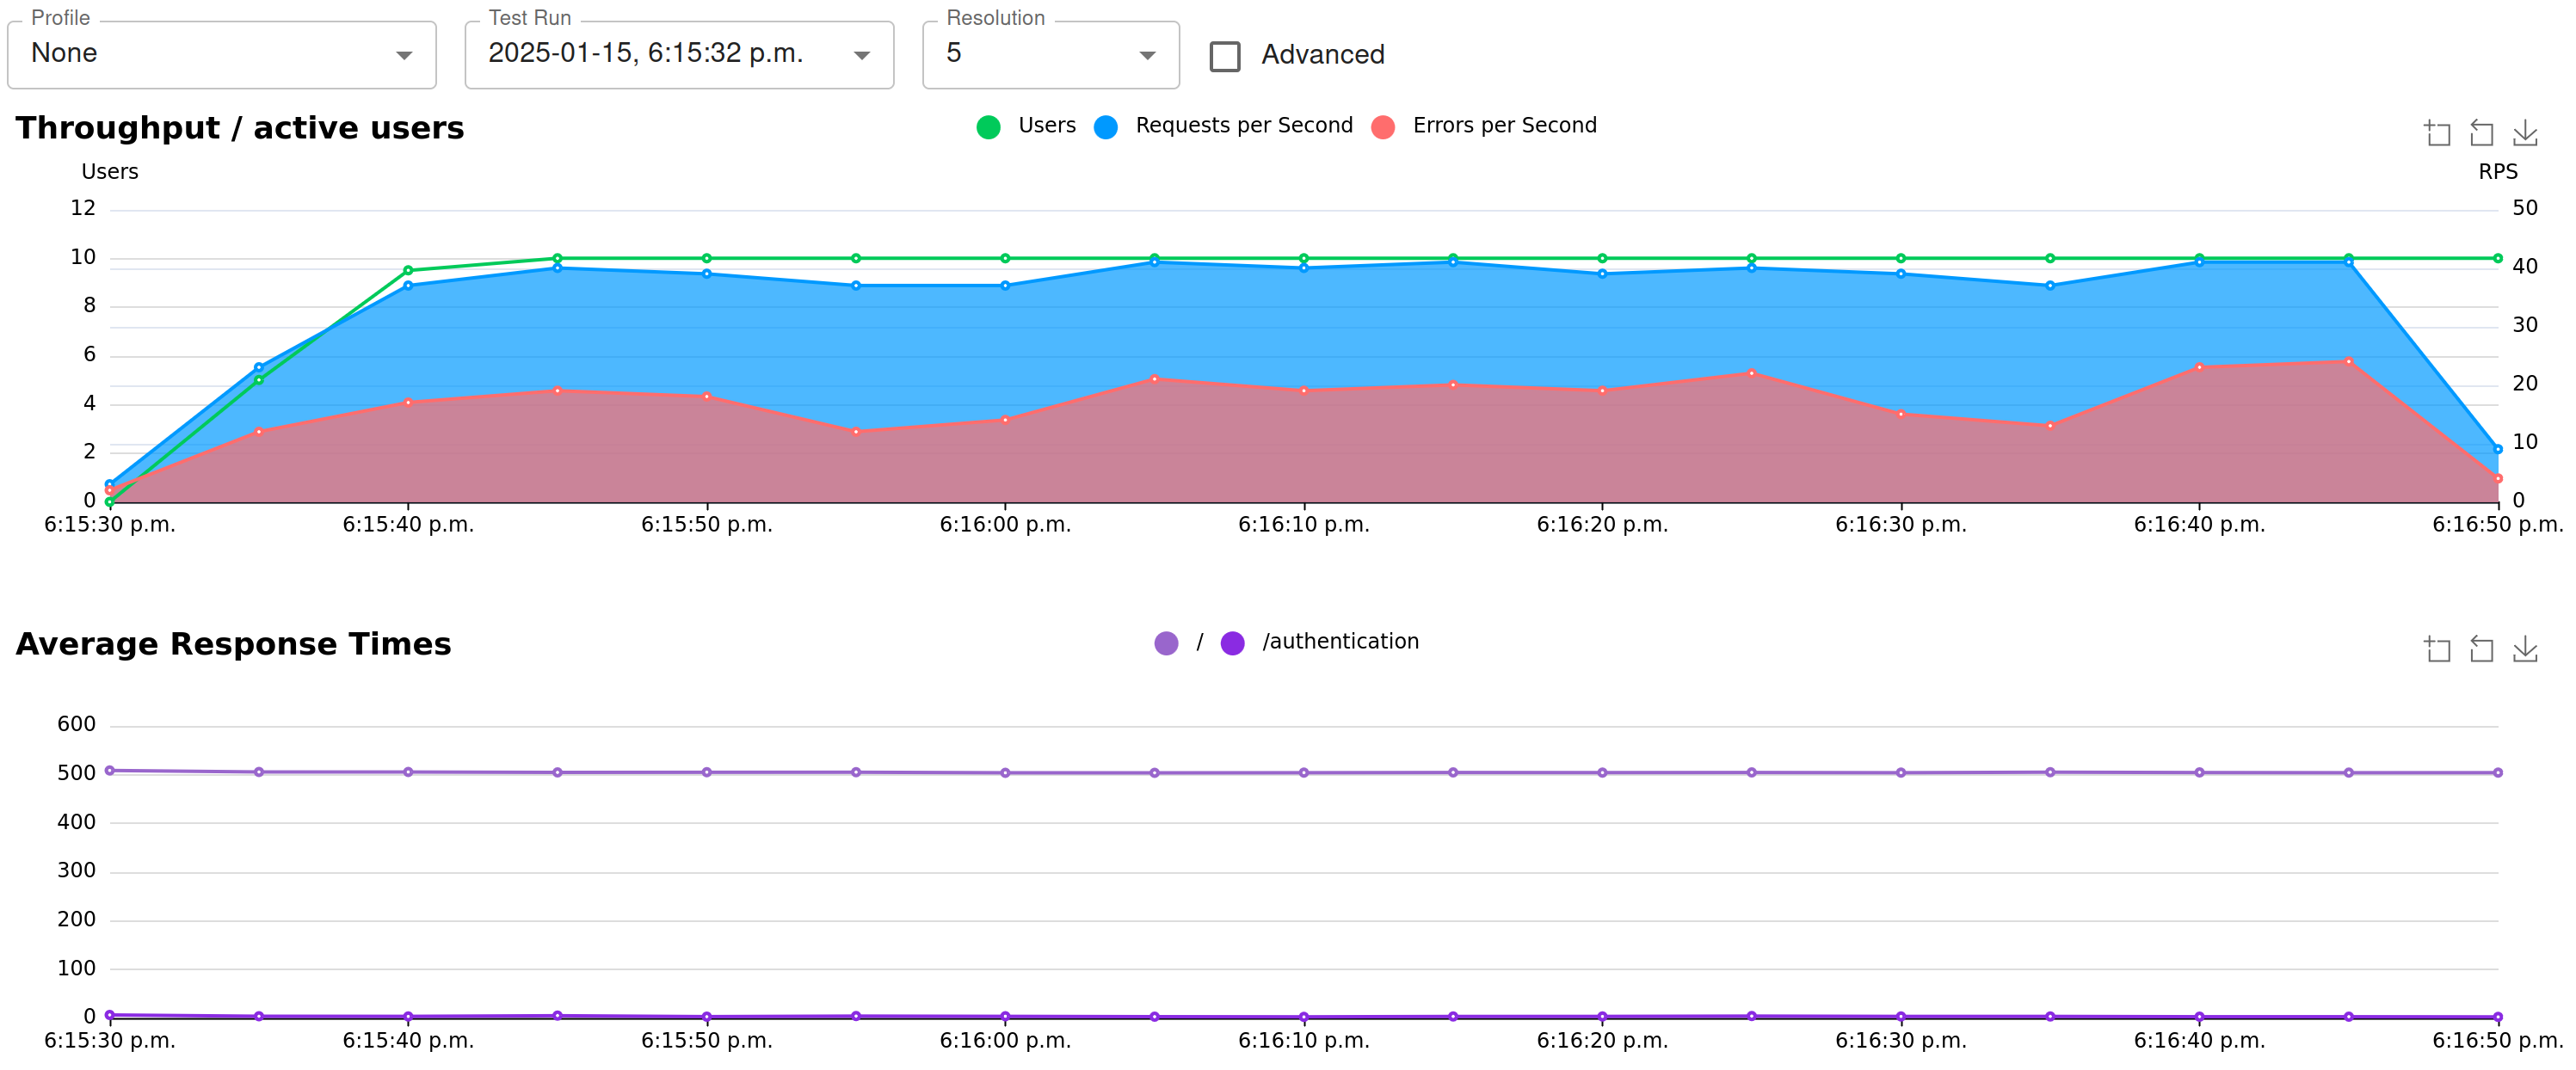 Profile Test Run Resolution
None 2025-01-15, 6:15:32 p.m. 5 Advanced
Throughput / active users
Users Requests per Second Errors per Second
Users RPS
12 50
10 40
8 30
6 20
4 10
2 0
0
6:15:30 p.m. 6:15:40 p.m. 6:15:50 p.m. 6:16:00 p.m. 6:16:10 p.m. 6:16:20 p.m. 6:16:30 p.m. 6:16:40 p.m. 6:16:50 p.m.
Average Response Times
/ /authentication
600
500
400
300
200
100
0
6:15:30 p.m. 6:15:40 p.m. 6:15:50 p.m. 6:16:00 p.m. 6:16:10 p.m. 6:16:20 p.m. 6:16:30 p.m. 6:16:40 p.m. 6:16:50 p.m.